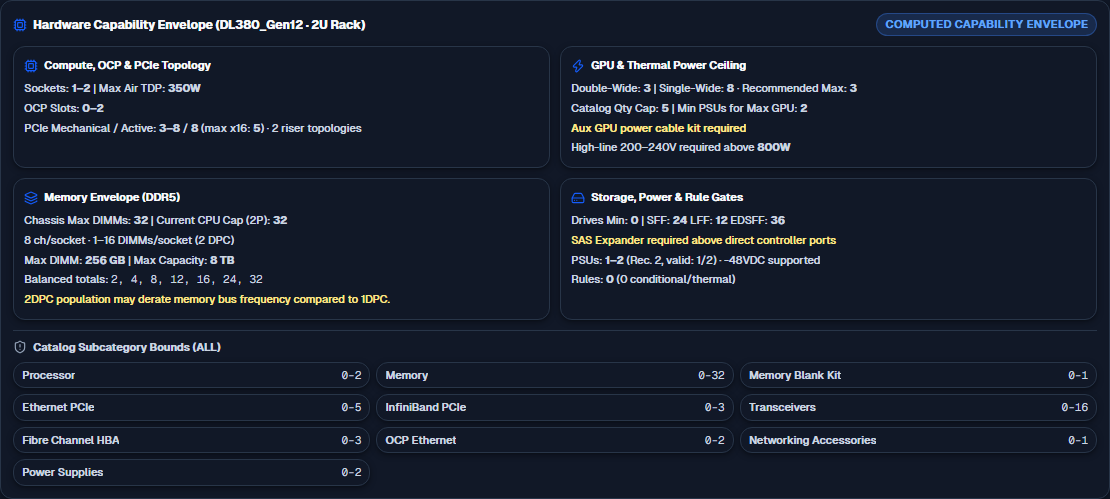 Hardware Capability Envelope (DL380_Gen12 · 2U Rack)
COMPUTED CAPABILITY ENVELOPE
Compute, OCP & PCIe Topology
Sockets: 1–2 | Max Air TDP: 350W
OCP Slots: 0–2
PCIe Mechanical / Active: 3–8 / 8 (max x16: 5) · 2 riser topologies
GPU & Thermal Power Ceiling
Double-Wide: 3 | Single-Wide: 8 · Recommended Max: 3
Catalog Qty Cap: 5 | Min PSUs for Max GPU: 2
Aux GPU power cable kit required
High-line 200–240V required above 800W
Memory Envelope (DDR5)
Chassis Max DIMMs: 32 | Current CPU Cap (2P): 32
8 ch/socket · 1–16 DIMMs/socket (2 DPC)
Max DIMM: 256 GB | Max Capacity: 8 TB
Balanced totals: 2, 4, 8, 12, 16, 24, 32
2DPC population may derate memory bus frequency compared to 1DPC.
Storage, Power & Rule Gates
Drives Min: 0 | SFF: 24 LFF: 12 EDSFF: 36
SAS Expander required above direct controller ports
PSUs: 1–2 (Rec. 2, valid: 1/2) · -48VDC supported
Rules: 0 (0 conditional/thermal)
Catalog Subcategory Bounds (ALL)
Processor 0-2
Memory 0-32
Memory Blank Kit 0-1
Ethernet PCIe 0-5
InfiniBand PCIe 0-3
Transceivers 0-16
Fibre Channel HBA 0-3
OCP Ethernet 0-2
Networking Accessories 0-1
Power Supplies 0-2